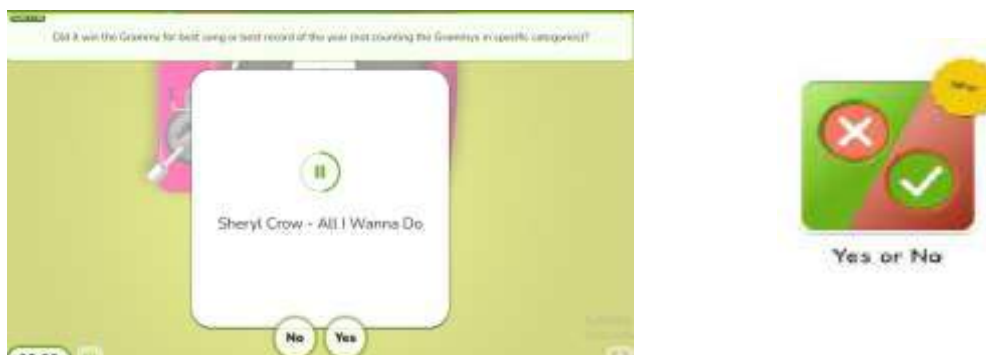 Did it win the Grammy for best song or best record of the year (not counting the Grammys in specific categories)?
Sheryl Crow - All I Wanna Do
No Yes
Yes or No